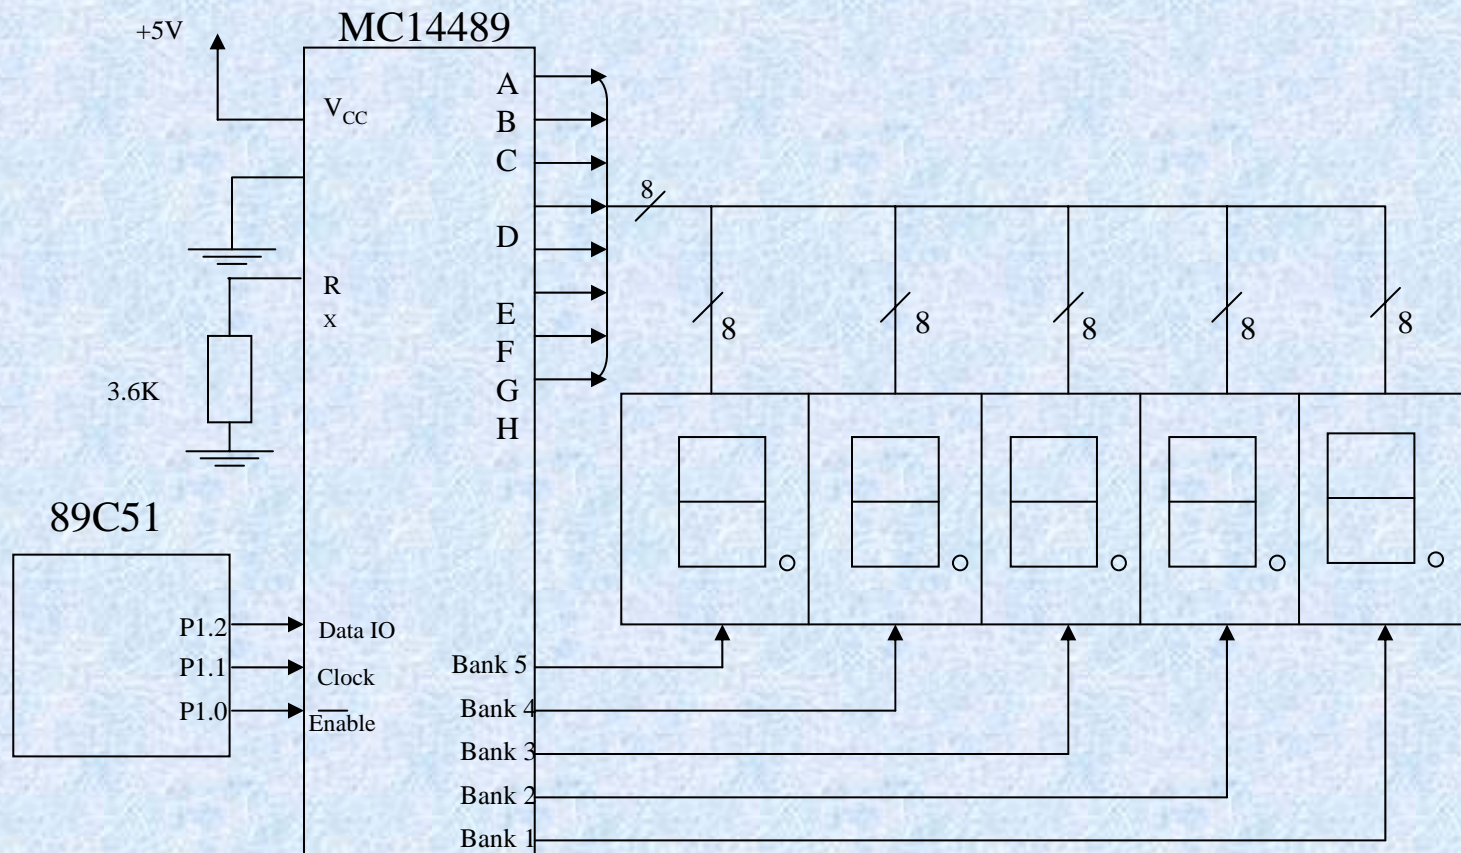 MC14489
+5V
V_CC
A
B
C
D
E
F
G
H
8
R
X
3.6K
8
8
8
8
8
89C51
P1.2
P1.1
P1.0
Data IO
Clock
Enable
Bank 5
Bank 4
Bank 3
Bank 2
Bank 1